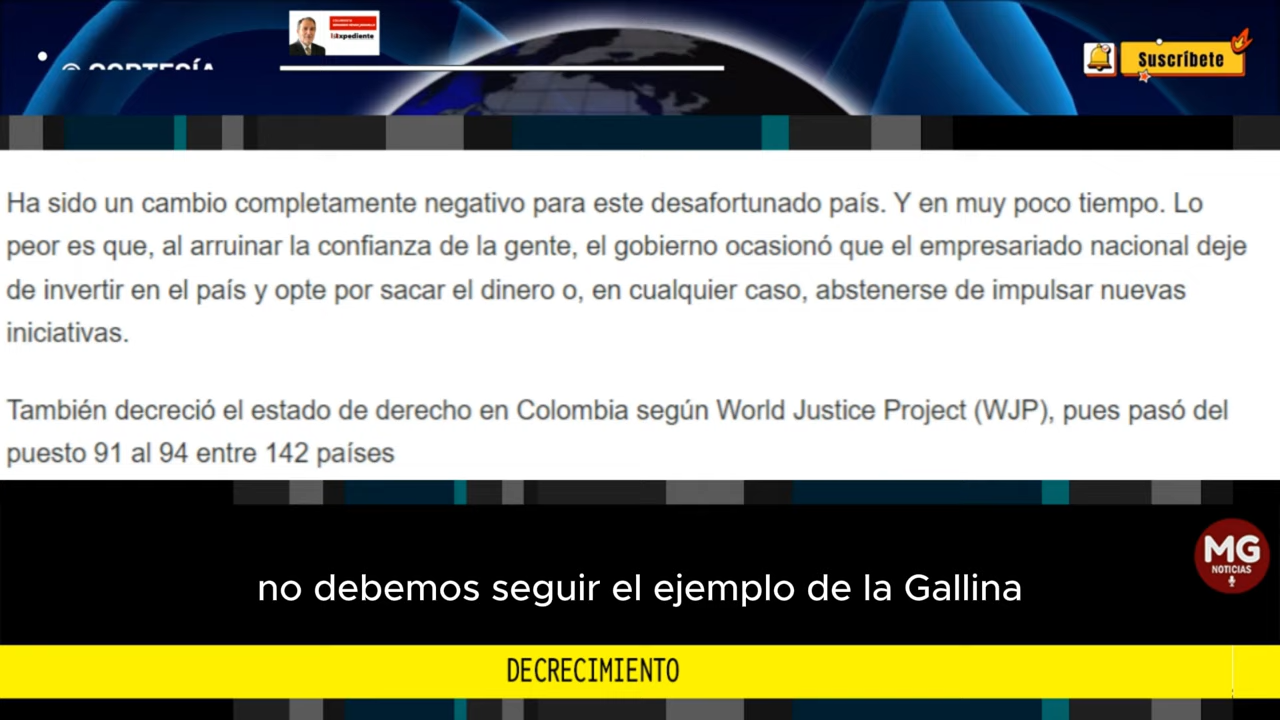 1Expediente
Suscríbete
Ha sido un cambio completamente negativo para este desafortunado país. Y en muy poco tiempo. Lo
peor es que, al arruinar la confianza de la gente, el gobierno ocasionó que el empresariado nacional deje
de invertir en el país y opte por sacar el dinero o, en cualquier caso, abstenerse de impulsar nuevas
iniciativas.
También decreció el estado de derecho en Colombia según World Justice Project (WJP), pues pasó del
puesto 91 al 94 entre 142 países
MG
NOTICIAS
no debemos seguir el ejemplo de la Gallina
DECRECIMIENTO